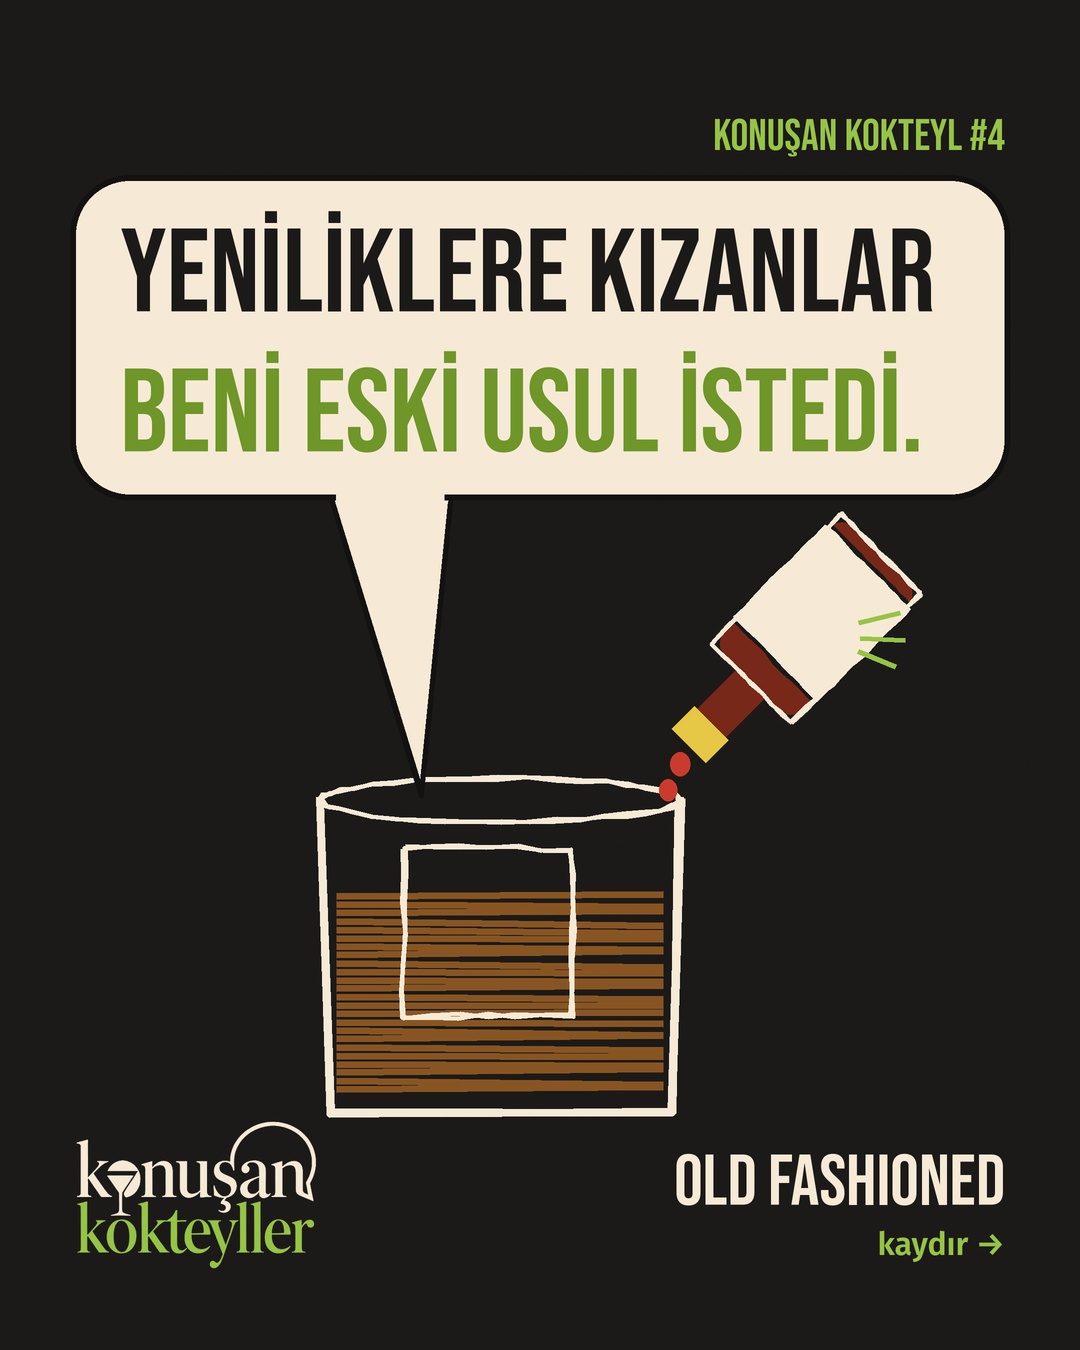 KONUŞAN KOKTEYL #4
YENİLİKLERE KIZANLAR
BENİ ESKİ USUL İSTEDİ.
konuşan
kokteyller
OLD FASHIONED
kaydır →